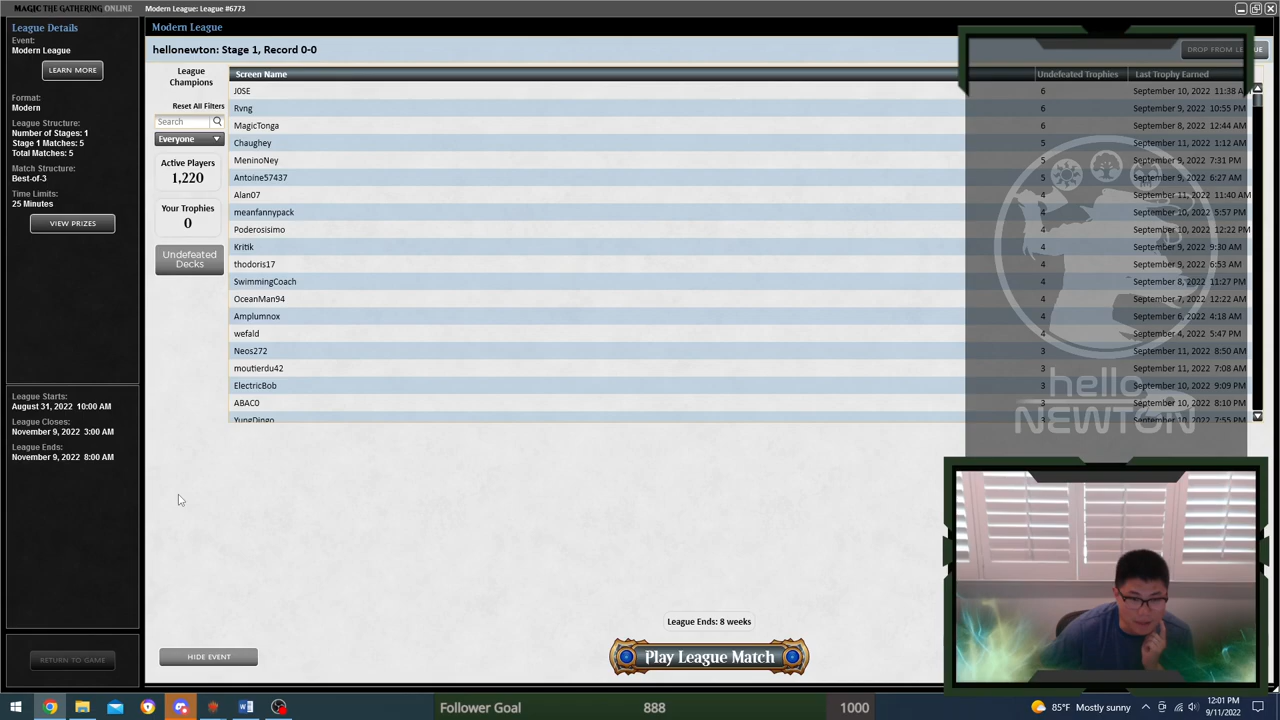 MAGIC THE GATHERING ONLINE
Modern League: League #6773
League Details
Event:
Modern League
LEARN MORE
Format:
Modern
League Structure:
Number of Stages: 1
Stage 1 Matches: 5
Total Matches: 5
Match Structure:
Best-of-3
Time Limits:
25 Minutes
VIEW PRIZES
League Starts:
August 31, 2022 10:00 AM
League Closes:
November 9, 2022 3:00 AM
League Ends:
November 9, 2022 8:00 AM
RETURN TO GAME
Modern League
hellonewton: Stage 1, Record 0-0
DROP FROM LEAGUE
League
Champions
Reset All Filters
Search
Everyone
Active Players
1,220
Your Trophies
0
Undefeated
Decks
Screen Name Undefeated Trophies Last Trophy Earned
J0SE 6 September 10, 2022 11:38 AM
Rvng 6 September 9, 2022 10:55 PM
MagicTonga 6 September 8, 2022 12:44 AM
Chaughey 5 September 11, 2022 1:12 AM
MeninoNey 5 September 9, 2022 7:31 PM
Antoine57437 5 September 9, 2022 6:27 AM
Alan07 4 September 11, 2022 11:40 AM
meanfannypack 4 September 10, 2022 5:57 PM
Poderosisimo 4 September 10, 2022 12:22 PM
Kritik 4 September 9, 2022 9:30 AM
thodoris17 4 September 9, 2022 6:53 AM
SwimmingCoach 4 September 8, 2022 11:27 PM
OceanMan94 4 September 7, 2022 12:22 AM
Amplumnox 4 September 6, 2022 4:18 AM
wefald 4 September 4, 2022 5:47 PM
Neos272 3 September 11, 2022 8:50 AM
moutierdu42 3 September 11, 2022 7:08 AM
ElectricBob 3 September 10, 2022 9:09 PM
ABAC0 3 September 10, 2022 8:10 PM
YungDingo 3 September 10, 2022 7:55 PM
hello
NEWTON
League Ends: 8 weeks
Play League Match
HIDE EVENT
Follower Goal 888 1000
85°F Mostly sunny
12:01 PM
9/11/2022